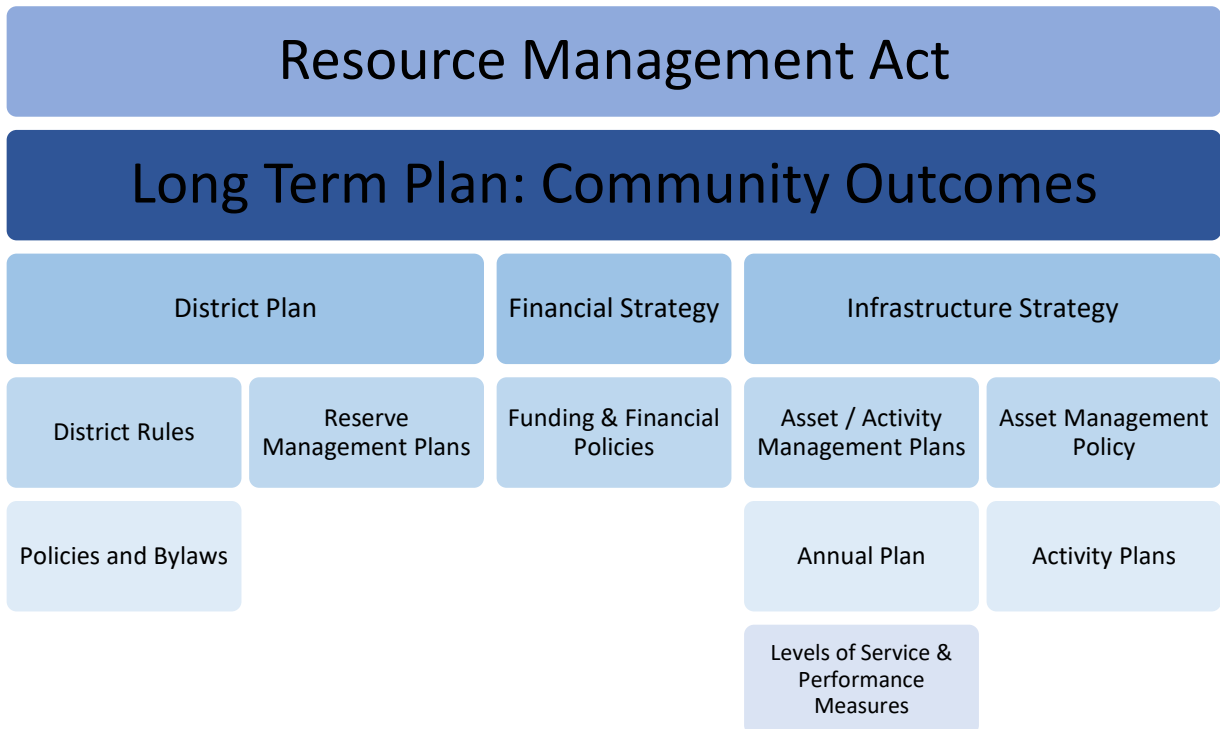 Resource Management Act
Long Term Plan: Community Outcomes
District Plan
Financial Strategy
Infrastructure Strategy
District Rules
Reserve
Management Plans
Funding & Financial
Policies
Asset / Activity
Management Plans
Asset Management
Policy
Policies and Bylaws
Annual Plan
Activity Plans
Levels of Service &
Performance
Measures